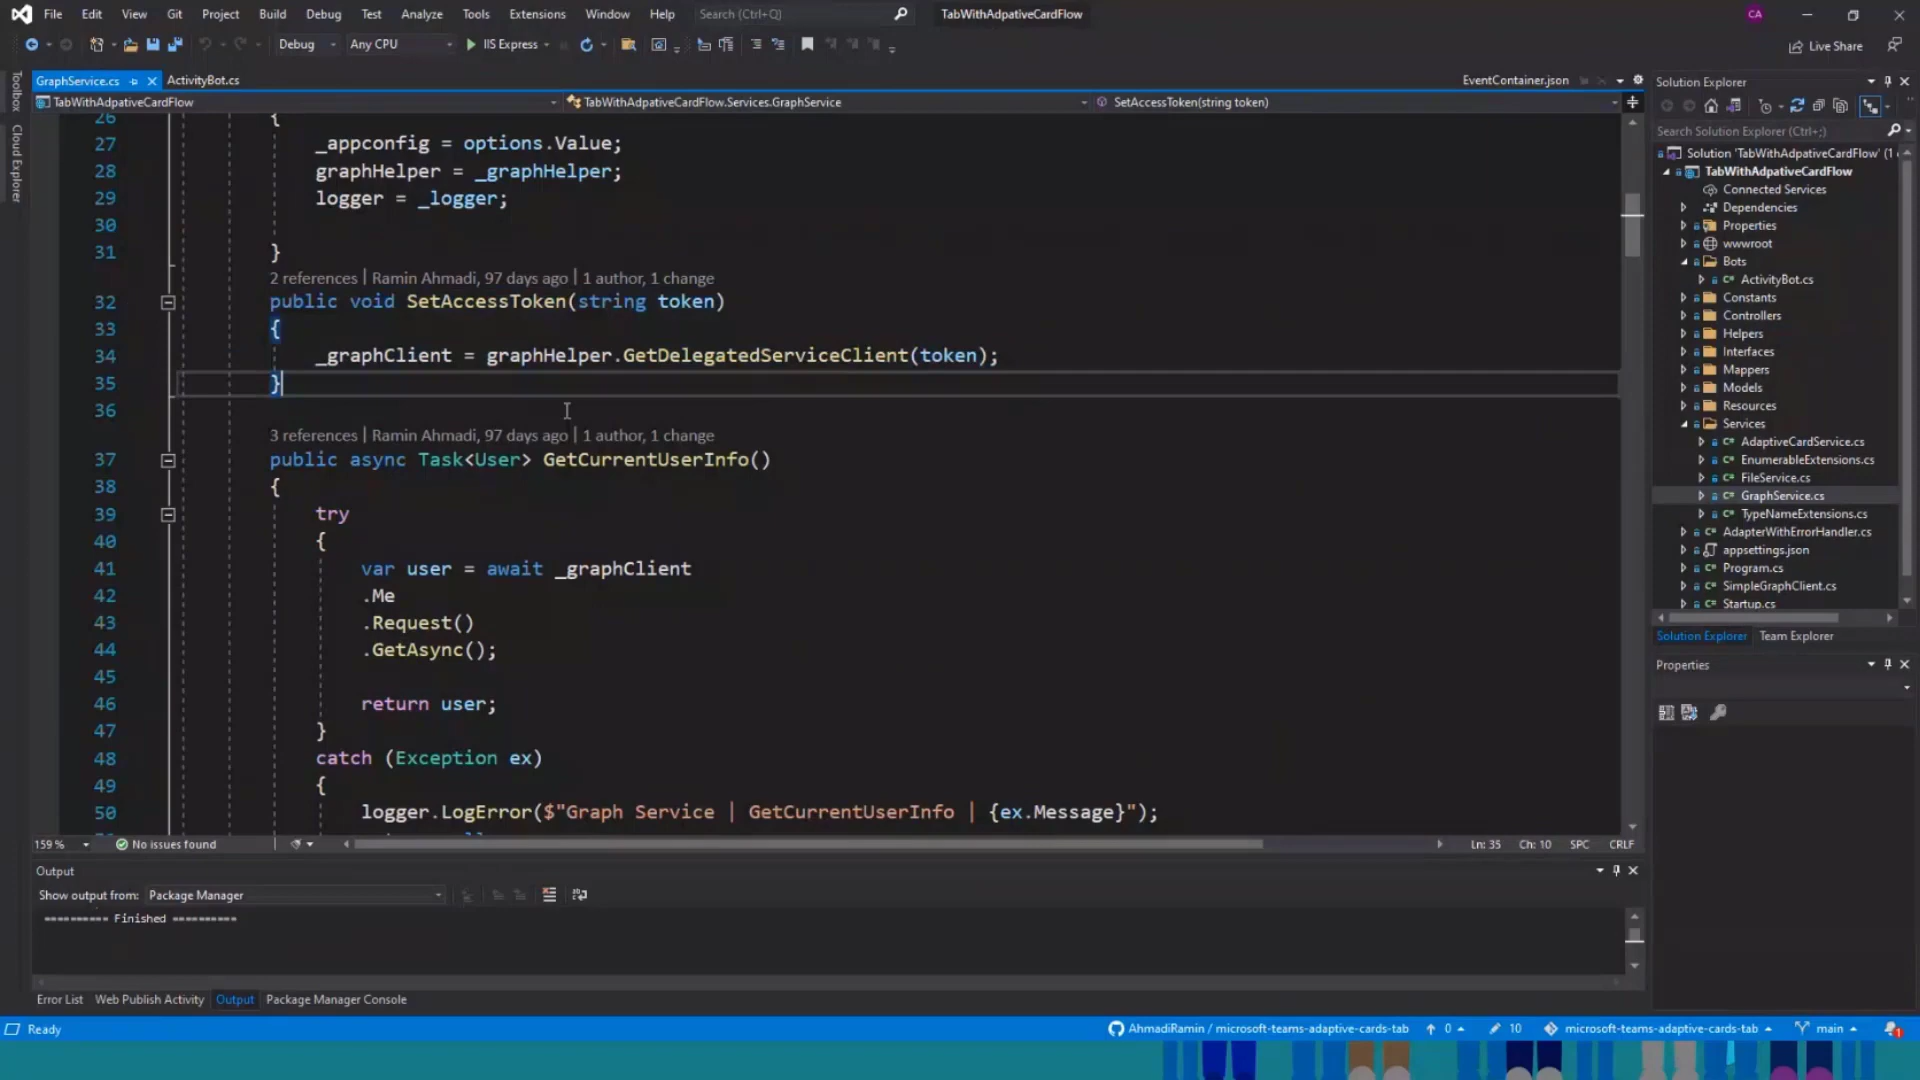 File Edit View Git Project Build Debug Test Analyze Tools Extensions Window Help Search (Ctrl+Q) TabWithAdpativeCardFlow CA
Debug Any CPU IIS Express Live Share
Toolbox
Cloud Explorer
GraphService.cs ActivityBot.cs EventContainer.json
TabWithAdpativeCardFlow TabWithAdpativeCardFlow.Services.GraphService SetAccessToken(string token)
26 {
27 _appconfig = options.Value;
28 graphHelper = _graphHelper;
29 logger = _logger;
30
31 }
2 references | Ramin Ahmadi, 97 days ago | 1 author, 1 change
32 public void SetAccessToken(string token)
33 {
34 _graphClient = graphHelper.GetDelegatedServiceClient(token);
35 }
36
3 references | Ramin Ahmadi, 97 days ago | 1 author, 1 change
37 public async Task<User> GetCurrentUserInfo()
38 {
39 try
40 {
41 var user = await _graphClient
42 .Me
43 .Request()
44 .GetAsync();
45
46 return user;
47 }
48 catch (Exception ex)
49 {
50 logger.LogError($"Graph Service | GetCurrentUserInfo | {ex.Message}");
159 % No issues found Ln: 35 Ch: 10 SPC CRLF
Output
Show output from: Package Manager
========== Finished ==========
Error List Web Publish Activity Output Package Manager Console
Solution Explorer
Search Solution Explorer (Ctrl+;)
Solution 'TabWithAdpativeCardFlow' (1
TabWithAdpativeCardFlow
Connected Services
Dependencies
Properties
wwwroot
Bots
C# ActivityBot.cs
Constants
Controllers
Helpers
Interfaces
Mappers
Models
Resources
Services
C# AdaptiveCardService.cs
C# EnumerableExtensions.cs
C# FileService.cs
C# GraphService.cs
C# TypeNameExtensions.cs
C# AdapterWithErrorHandler.cs
appsettings.json
C# Program.cs
C# SimpleGraphClient.cs
C# Startup.cs
Solution Explorer Team Explorer
Properties
Ready AhmadiRamin / microsoft-teams-adaptive-cards-tab 0 10 microsoft-teams-adaptive-cards-tab main 1